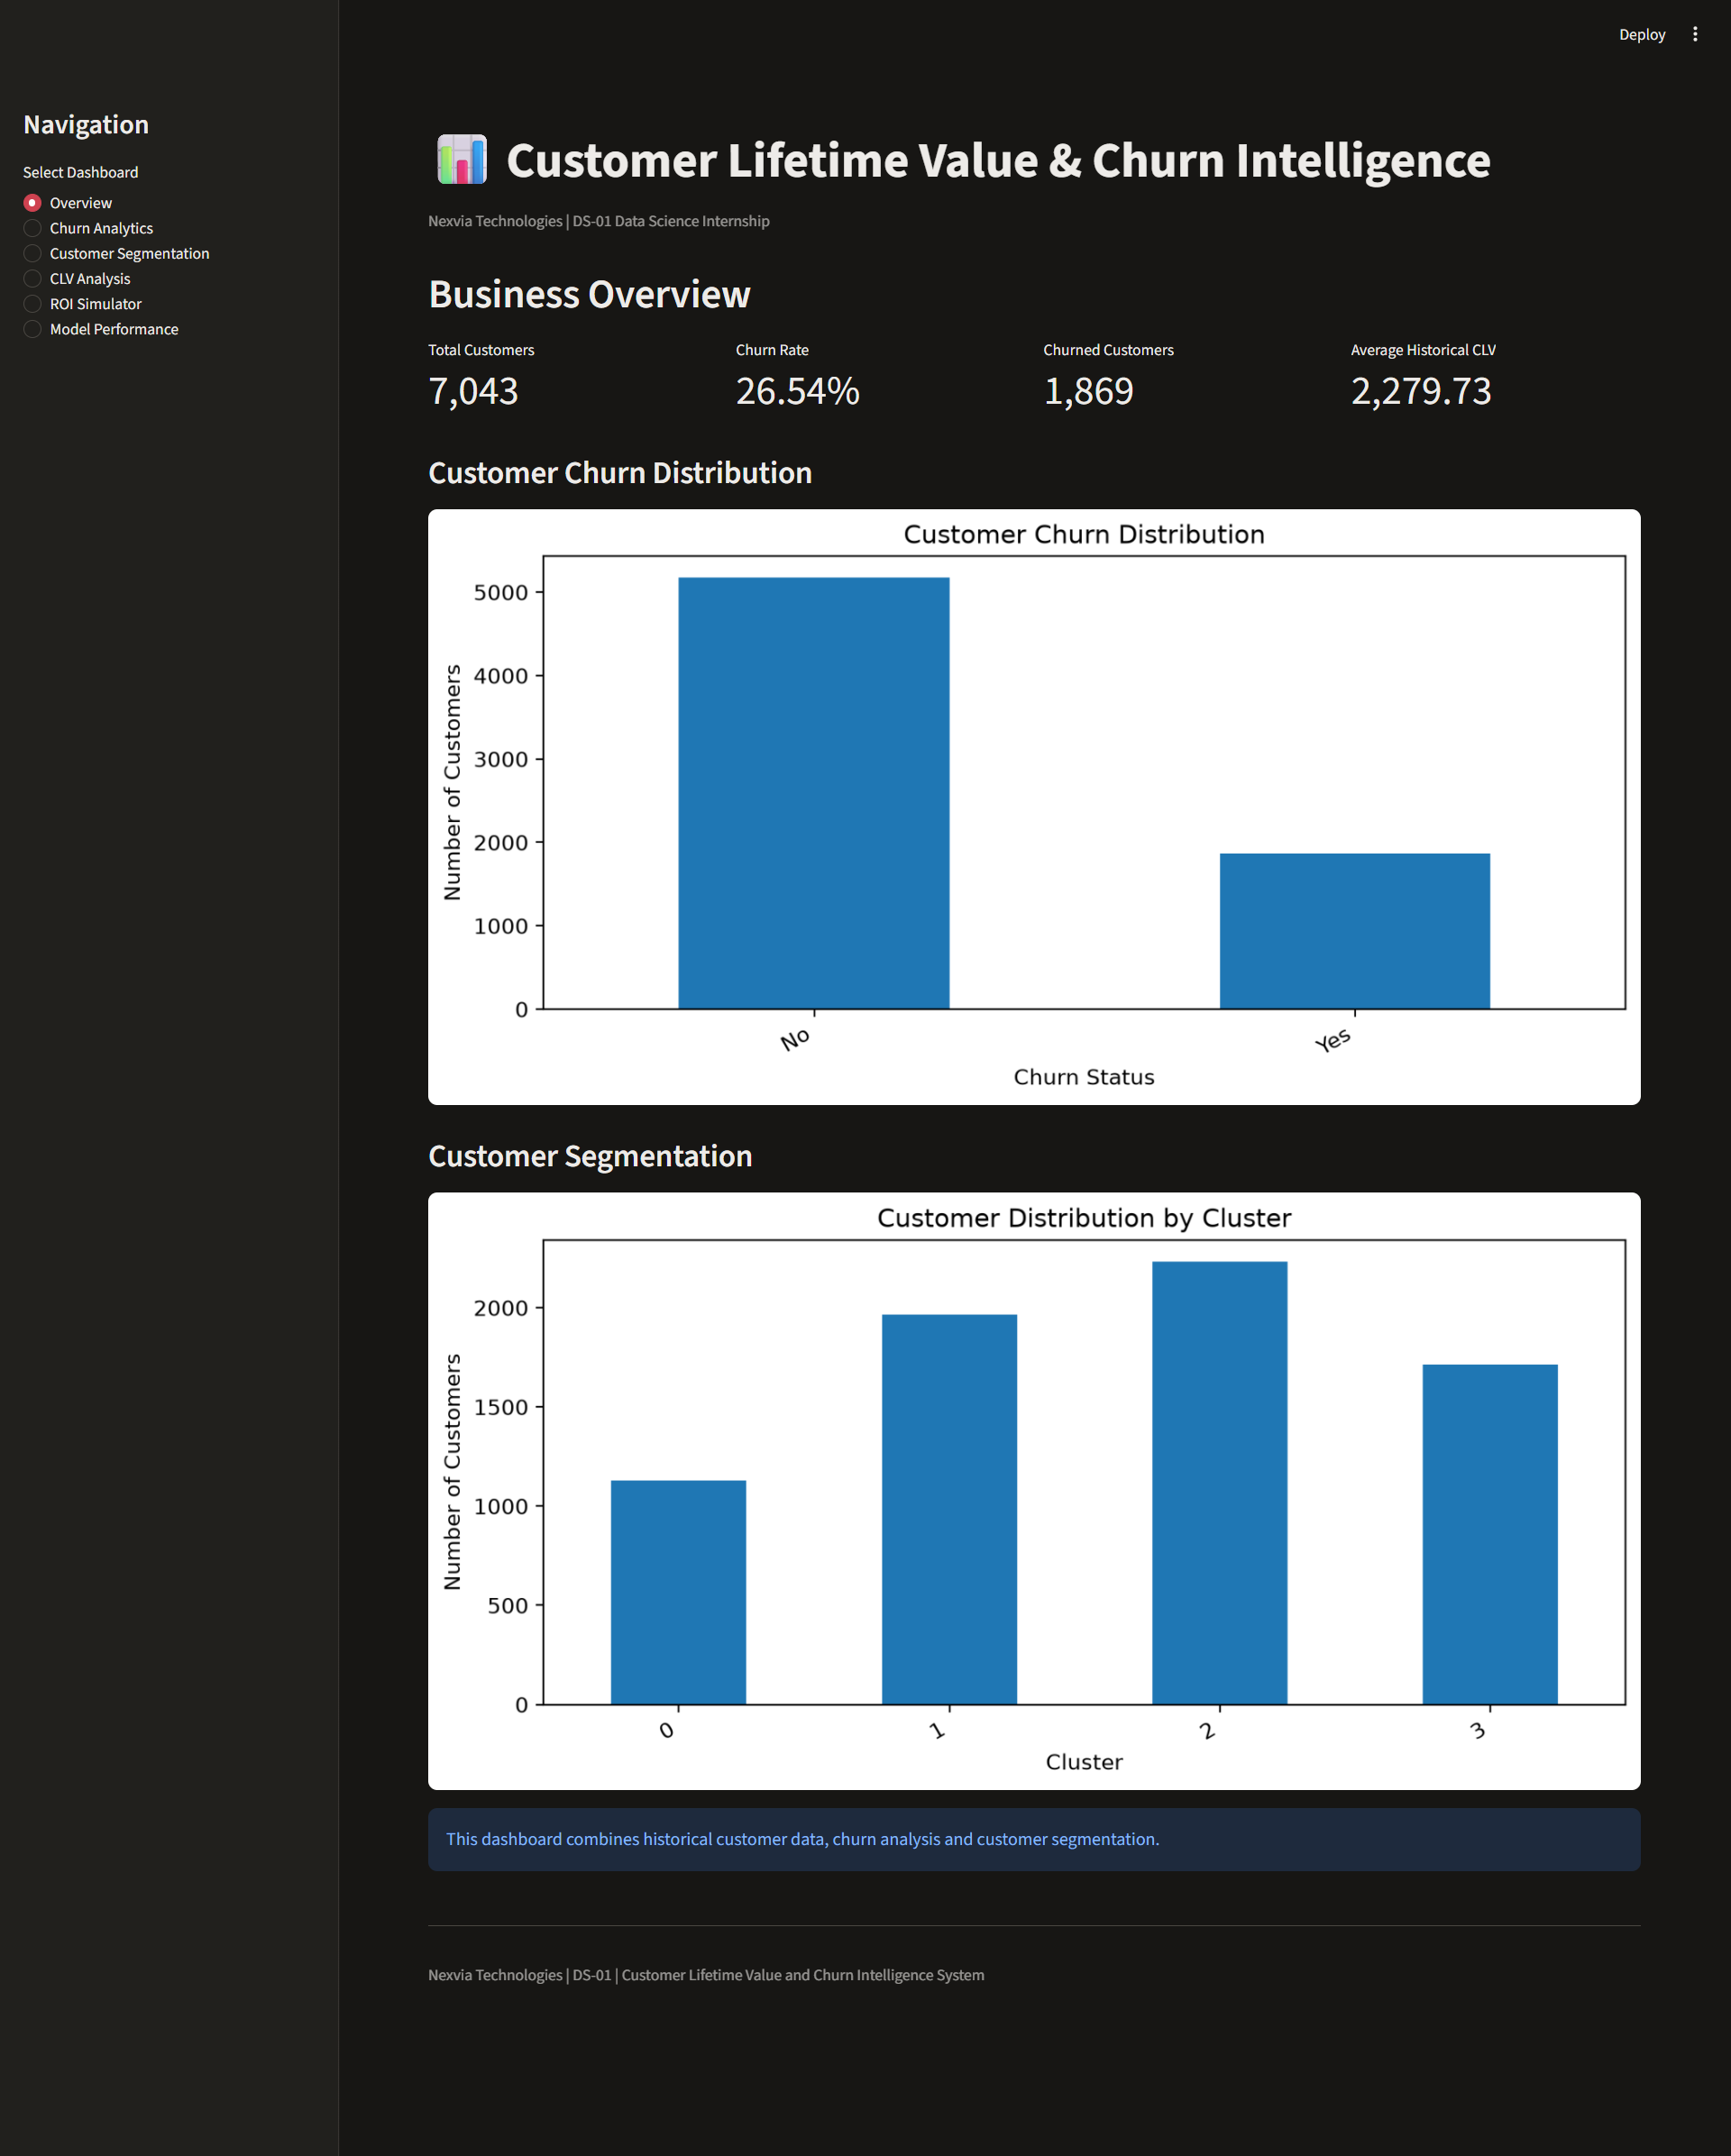 Deploy
Navigation
Select Dashboard
Overview
Churn Analytics
Customer Segmentation
CLV Analysis
ROI Simulator
Model Performance
Customer Lifetime Value & Churn Intelligence
Nexvia Technologies | DS-01 Data Science Internship
Business Overview
Total Customers
7,043
Churn Rate
26.54%
Churned Customers
1,869
Average Historical CLV
2,279.73
Customer Churn Distribution
Customer Churn Distribution
Number of Customers
5000
4000
3000
2000
1000
0
No
Yes
Churn Status
Customer Segmentation
Customer Distribution by Cluster
Number of Customers
2000
1500
1000
500
0
0
1
2
3
Cluster
This dashboard combines historical customer data, churn analysis and customer segmentation.
Nexvia Technologies | DS-01 | Customer Lifetime Value and Churn Intelligence System